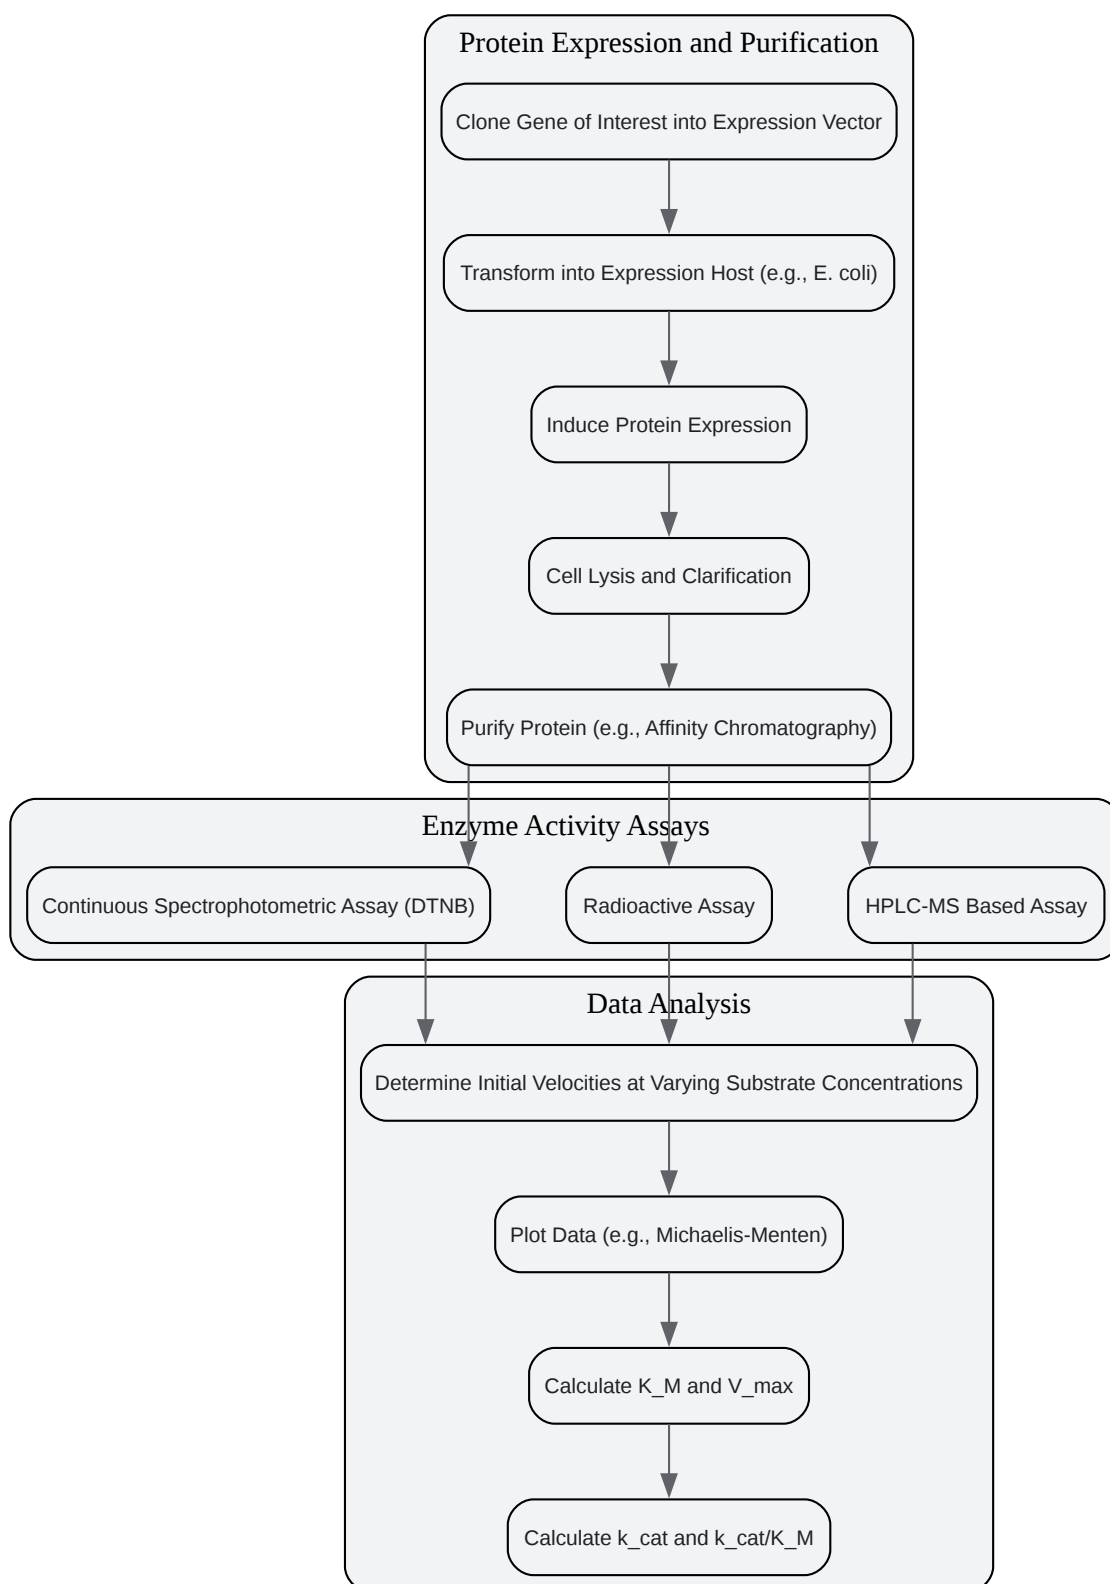 Protein Expression and Purification
Clone Gene of Interest into Expression Vector
Transform into Expression Host (e.g., E. coli)
Induce Protein Expression
Cell Lysis and Clarification
Purify Protein (e.g., Affinity Chromatography)
Enzyme Activity Assays
Continuous Spectrophotometric Assay (DTNB)
Radioactive Assay
HPLC-MS Based Assay
Data Analysis
Determine Initial Velocities at Varying Substrate Concentrations
Plot Data (e.g., Michaelis-Menten)
Calculate K_M and V_max
Calculate k_cat and k_cat/K_M